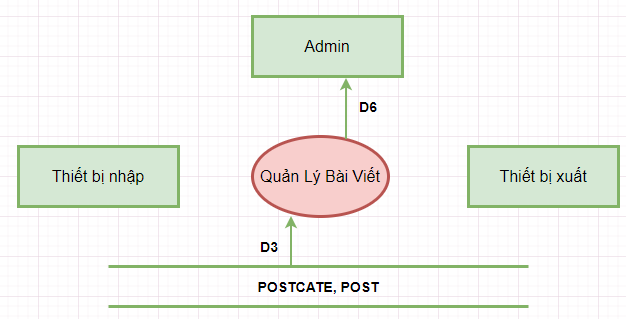 Admin
D6
Thiết bị nhập
Quản Lý Bài Viết
Thiết bị xuất
D3
POSTCATE, POST